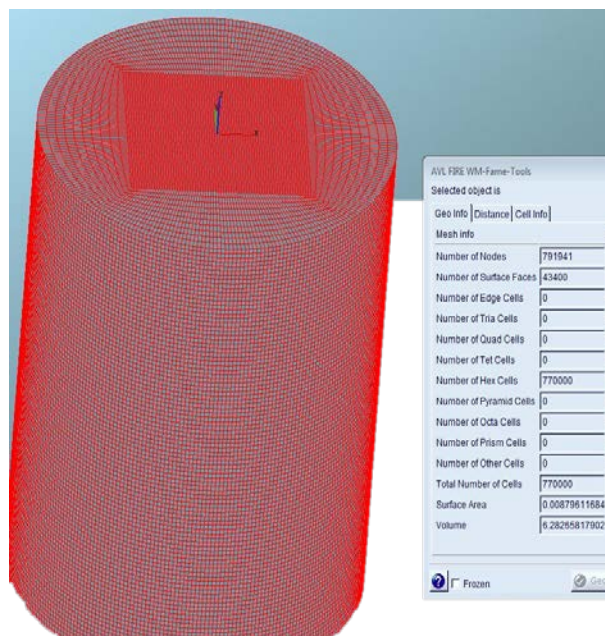 AVL FIRE WM-Fame-Tools
Selected object is
Geo Info Distance Cell Info
Mesh info
Number of Nodes 791941
Number of Surface Faces 43400
Number of Edge Cells 0
Number of Tria Cells 0
Number of Quad Cells 0
Number of Tet Cells 0
Number of Hex Cells 770000
Number of Pyramid Cells 0
Number of Octa Cells 0
Number of Prism Cells 0
Number of Other Cells 0
Total Number of Cells 770000
Surface Area 0.00879611684
Volume 6.28265817902
? Frozen Geo